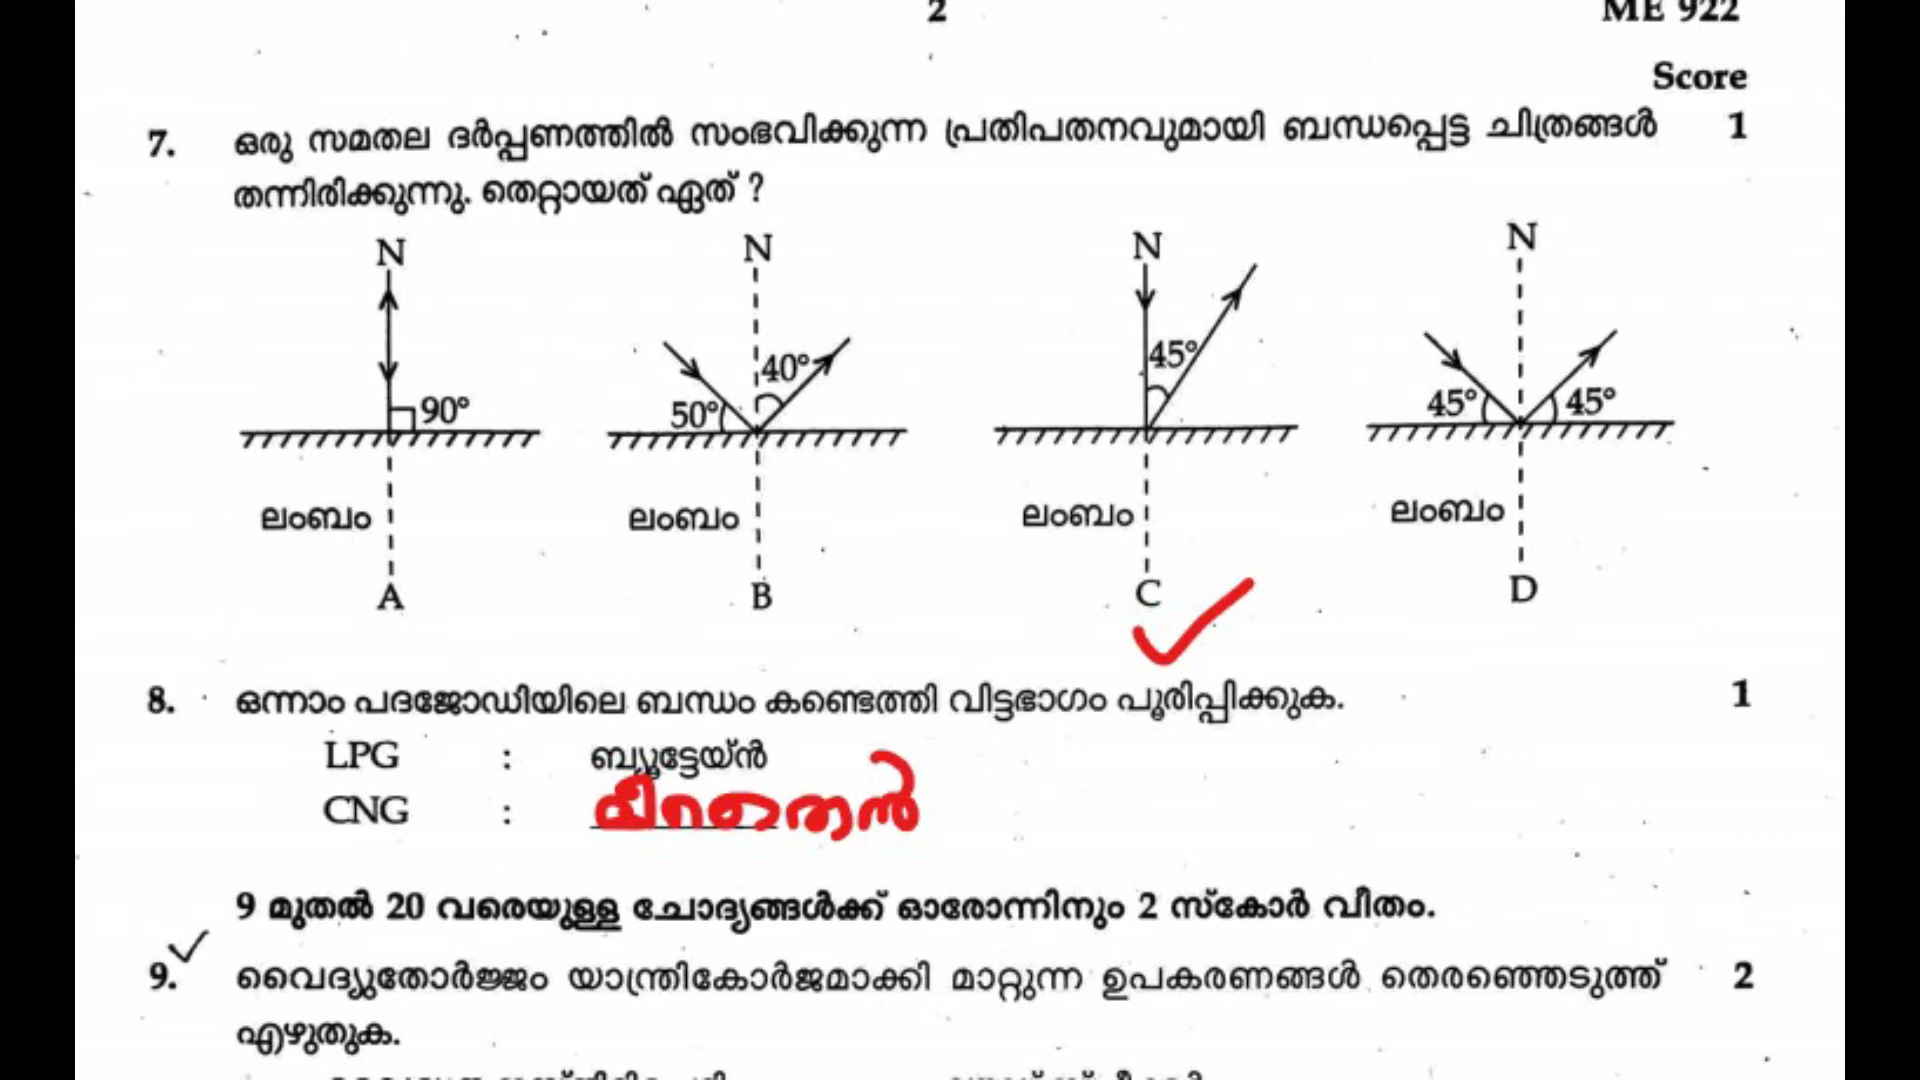 2
ME 922
Score
7. ഒരു സമതല ദർപ്പണത്തിൽ സംഭവിക്കുന്ന പ്രതിപതനവുമായി ബന്ധപ്പെട്ട ചിത്രങ്ങൾ 1
തന്നിരിക്കുന്നു. തെറ്റായത് ഏത് ?
N N N N
90° 50° 40° 45° 45° 45°
ലംബം ലംബം ലംബം ലംബം
A B C D
8. ഒന്നാം പദജോഡിയിലെ ബന്ധം കണ്ടെത്തി വിട്ടഭാഗം പൂരിപ്പിക്കുക. 1
LPG : ബ്യൂട്ടേയ്ൻ
CNG :
9 മുതൽ 20 വരെയുള്ള ചോദ്യങ്ങൾക്ക് ഓരോന്നിനും 2 സ്കോർ വീതം.
9. വൈദ്യുതോർജ്ജം യാന്ത്രികോർജമാക്കി മാറ്റുന്ന ഉപകരണങ്ങൾ തെരഞ്ഞെടുത്ത് 2
എഴുതുക.